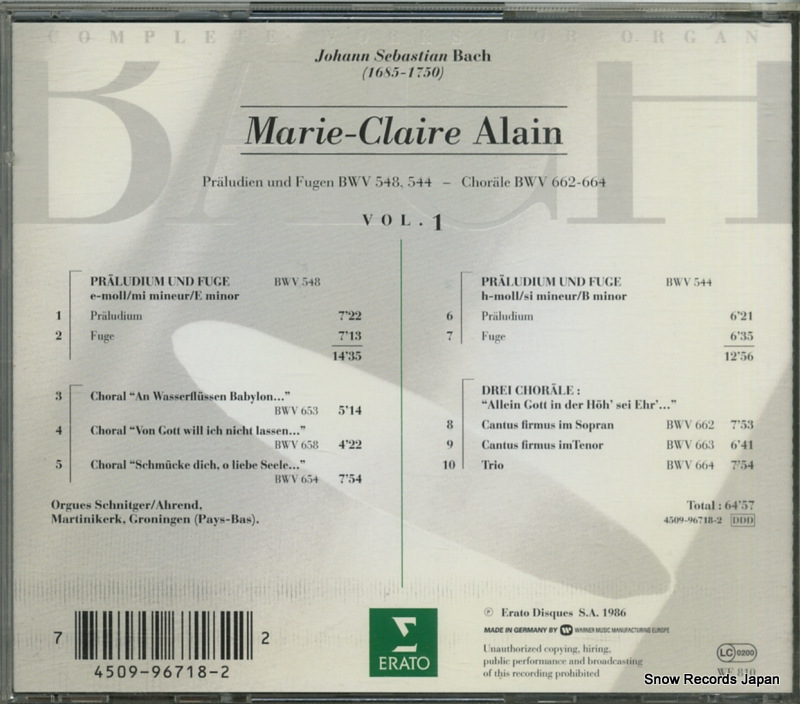 COMPLETE WORKS FOR ORGAN
BACH
Johann Sebastian Bach
(1685-1750)
Marie-Claire Alain
Präludien und Fugen BWV 548, 544 – Choräle BWV 662-664
VOL. 1
PRÄLUDIUM UND FUGE BWV 548
e-moll/mi mineur/E minor
1 Präludium 7'22
2 Fuge 7'13
14'35
3 Choral “An Wasserflüssen Babylon...”
BWV 653 5'14
4 Choral “Von Gott will ich nicht lassen...”
BWV 658 4'22
5 Choral “Schmücke dich, o liebe Seele...”
BWV 654 7'54
Orgues Schnitger/Ahrend,
Martinikerk, Groningen (Pays-Bas).
PRÄLUDIUM UND FUGE BWV 544
h-moll/si mineur/B minor
6 Präludium 6'21
7 Fuge 6'35
12'56
DREI CHORÄLE :
“Allein Gott in der Höh' sei Ehr'...”
8 Cantus firmus im Sopran BWV 662 7'53
9 Cantus firmus imTenor BWV 663 6'41
10 Trio BWV 664 7'54
Total : 64'57
4509-96718-2 DDD
7 4509-96718-2 2
ERATO
℗ Erato Disques S.A. 1986
MADE IN GERMANY BY WARNER MUSIC MANUFACTURING EUROPE
Unauthorized copying, hiring,
public performance and broadcasting
of this recording prohibited
LC 0200
WE 810
Snow Records Japan